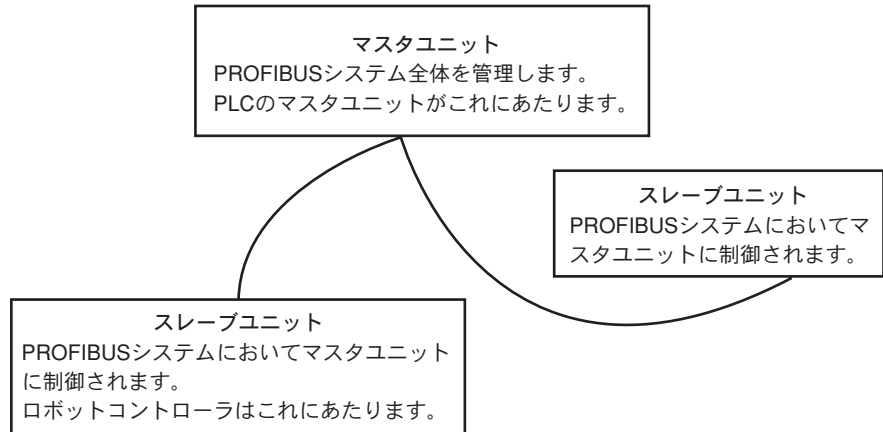 マスタユニット
PROFIBUSシステム全体を管理します。
PLCのマスタユニットがこれにあたります。
スレーブユニット
PROFIBUSシステムにおいてマ
スタユニットに制御されます。
スレーブユニット
PROFIBUSシステムにおいてマスタユニット
に制御されます。
ロボットコントローラはこれにあたります。